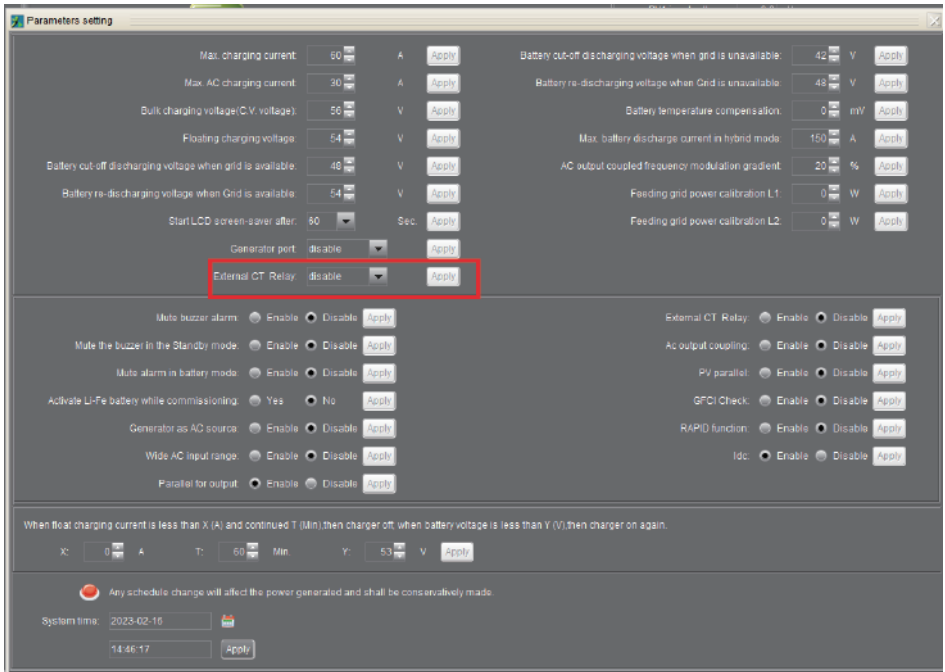 Parameters setting
Max. charging current: 60 A Apply
Battery cut-off discharging voltage when grid is unavailable: 42 V Apply
Max. AC charging current: 30 A Apply
Battery re-discharging voltage when Grid is unavailable: 48 V Apply
Bulk charging voltage(C.V. voltage): 56 V Apply
Battery temperature compensation: 0 mV Apply
Floating charging voltage: 54 V Apply
Max. battery discharge current in hybrid mode: 150 A Apply
Battery cut-off discharging voltage when grid is available: 48 V Apply
AC output coupled frequency modulation gradient: 20 % Apply
Battery re-discharging voltage when Grid is available: 54 V Apply
Feeding grid power calibration L1: 0 W Apply
Start LCD screen-saver after: 60 Sec. Apply
Feeding grid power calibration L2: 0 W Apply
Generator port: disable Apply
External CT Relay: disable Apply
Mute buzzer alarm: Enable Disable Apply
External CT Relay: Enable Disable Apply
Mute the buzzer in the Standby mode: Enable Disable Apply
Ac output coupling: Enable Disable Apply
Mute alarm in battery mode: Enable Disable Apply
PV parallel: Enable Disable Apply
Activate Li-Fe battery while commissioning: Yes No Apply
GFCI Check: Enable Disable Apply
Generator as AC source: Enable Disable Apply
RAPID function: Enable Disable Apply
Wide AC input range: Enable Disable Apply
Idc: Enable Disable Apply
Parallel for output: Enable Disable Apply
When float charging current is less than X (A) and continued T (Min),then charger off, when battery voltage is less than Y (V),then charger on again.
X: 0 A T: 60 Min. Y: 53 V Apply
Any schedule change will affect the power generated and shall be conservatively made.
System time: 2023-02-16
14:46:17 Apply